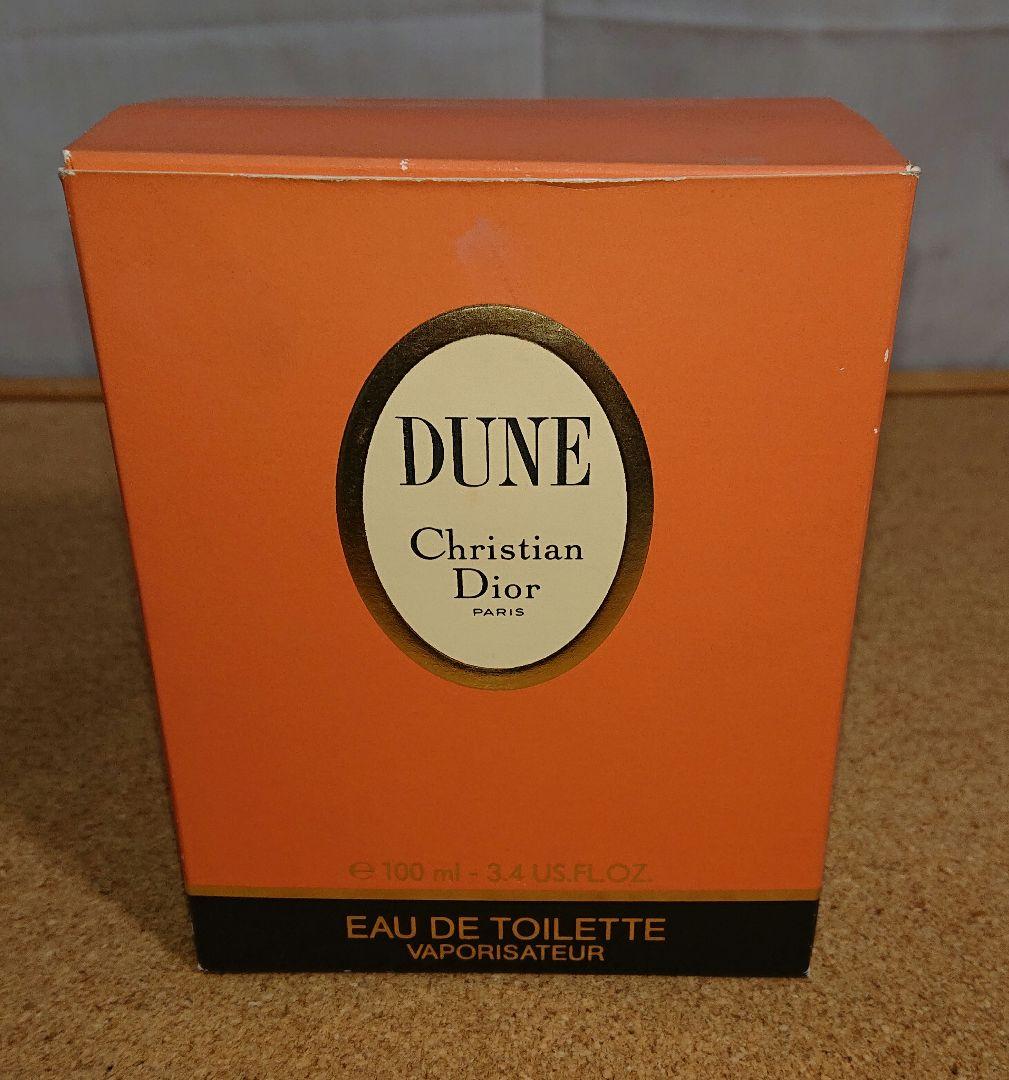 DUNE
Christian
Dior
PARIS
℮ 100 ml - 3.4 US.FL.OZ.
EAU DE TOILETTE
VAPORISATEUR